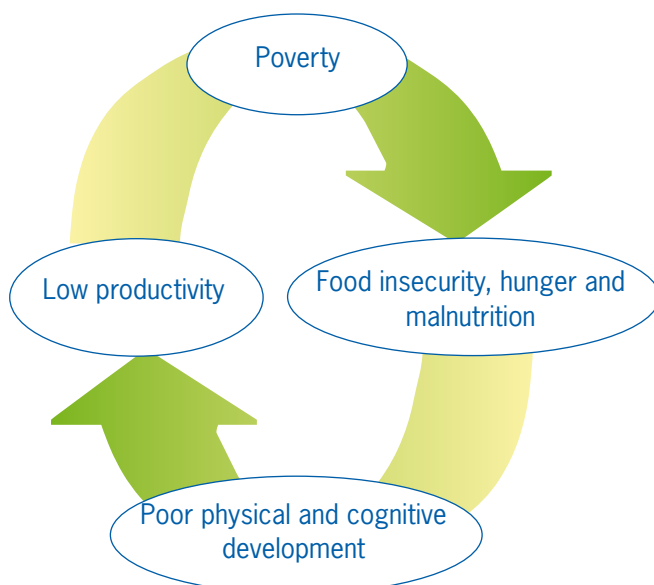 Poverty
Low productivity
Food insecurity, hunger and
malnutrition
Poor physical and cognitive
development